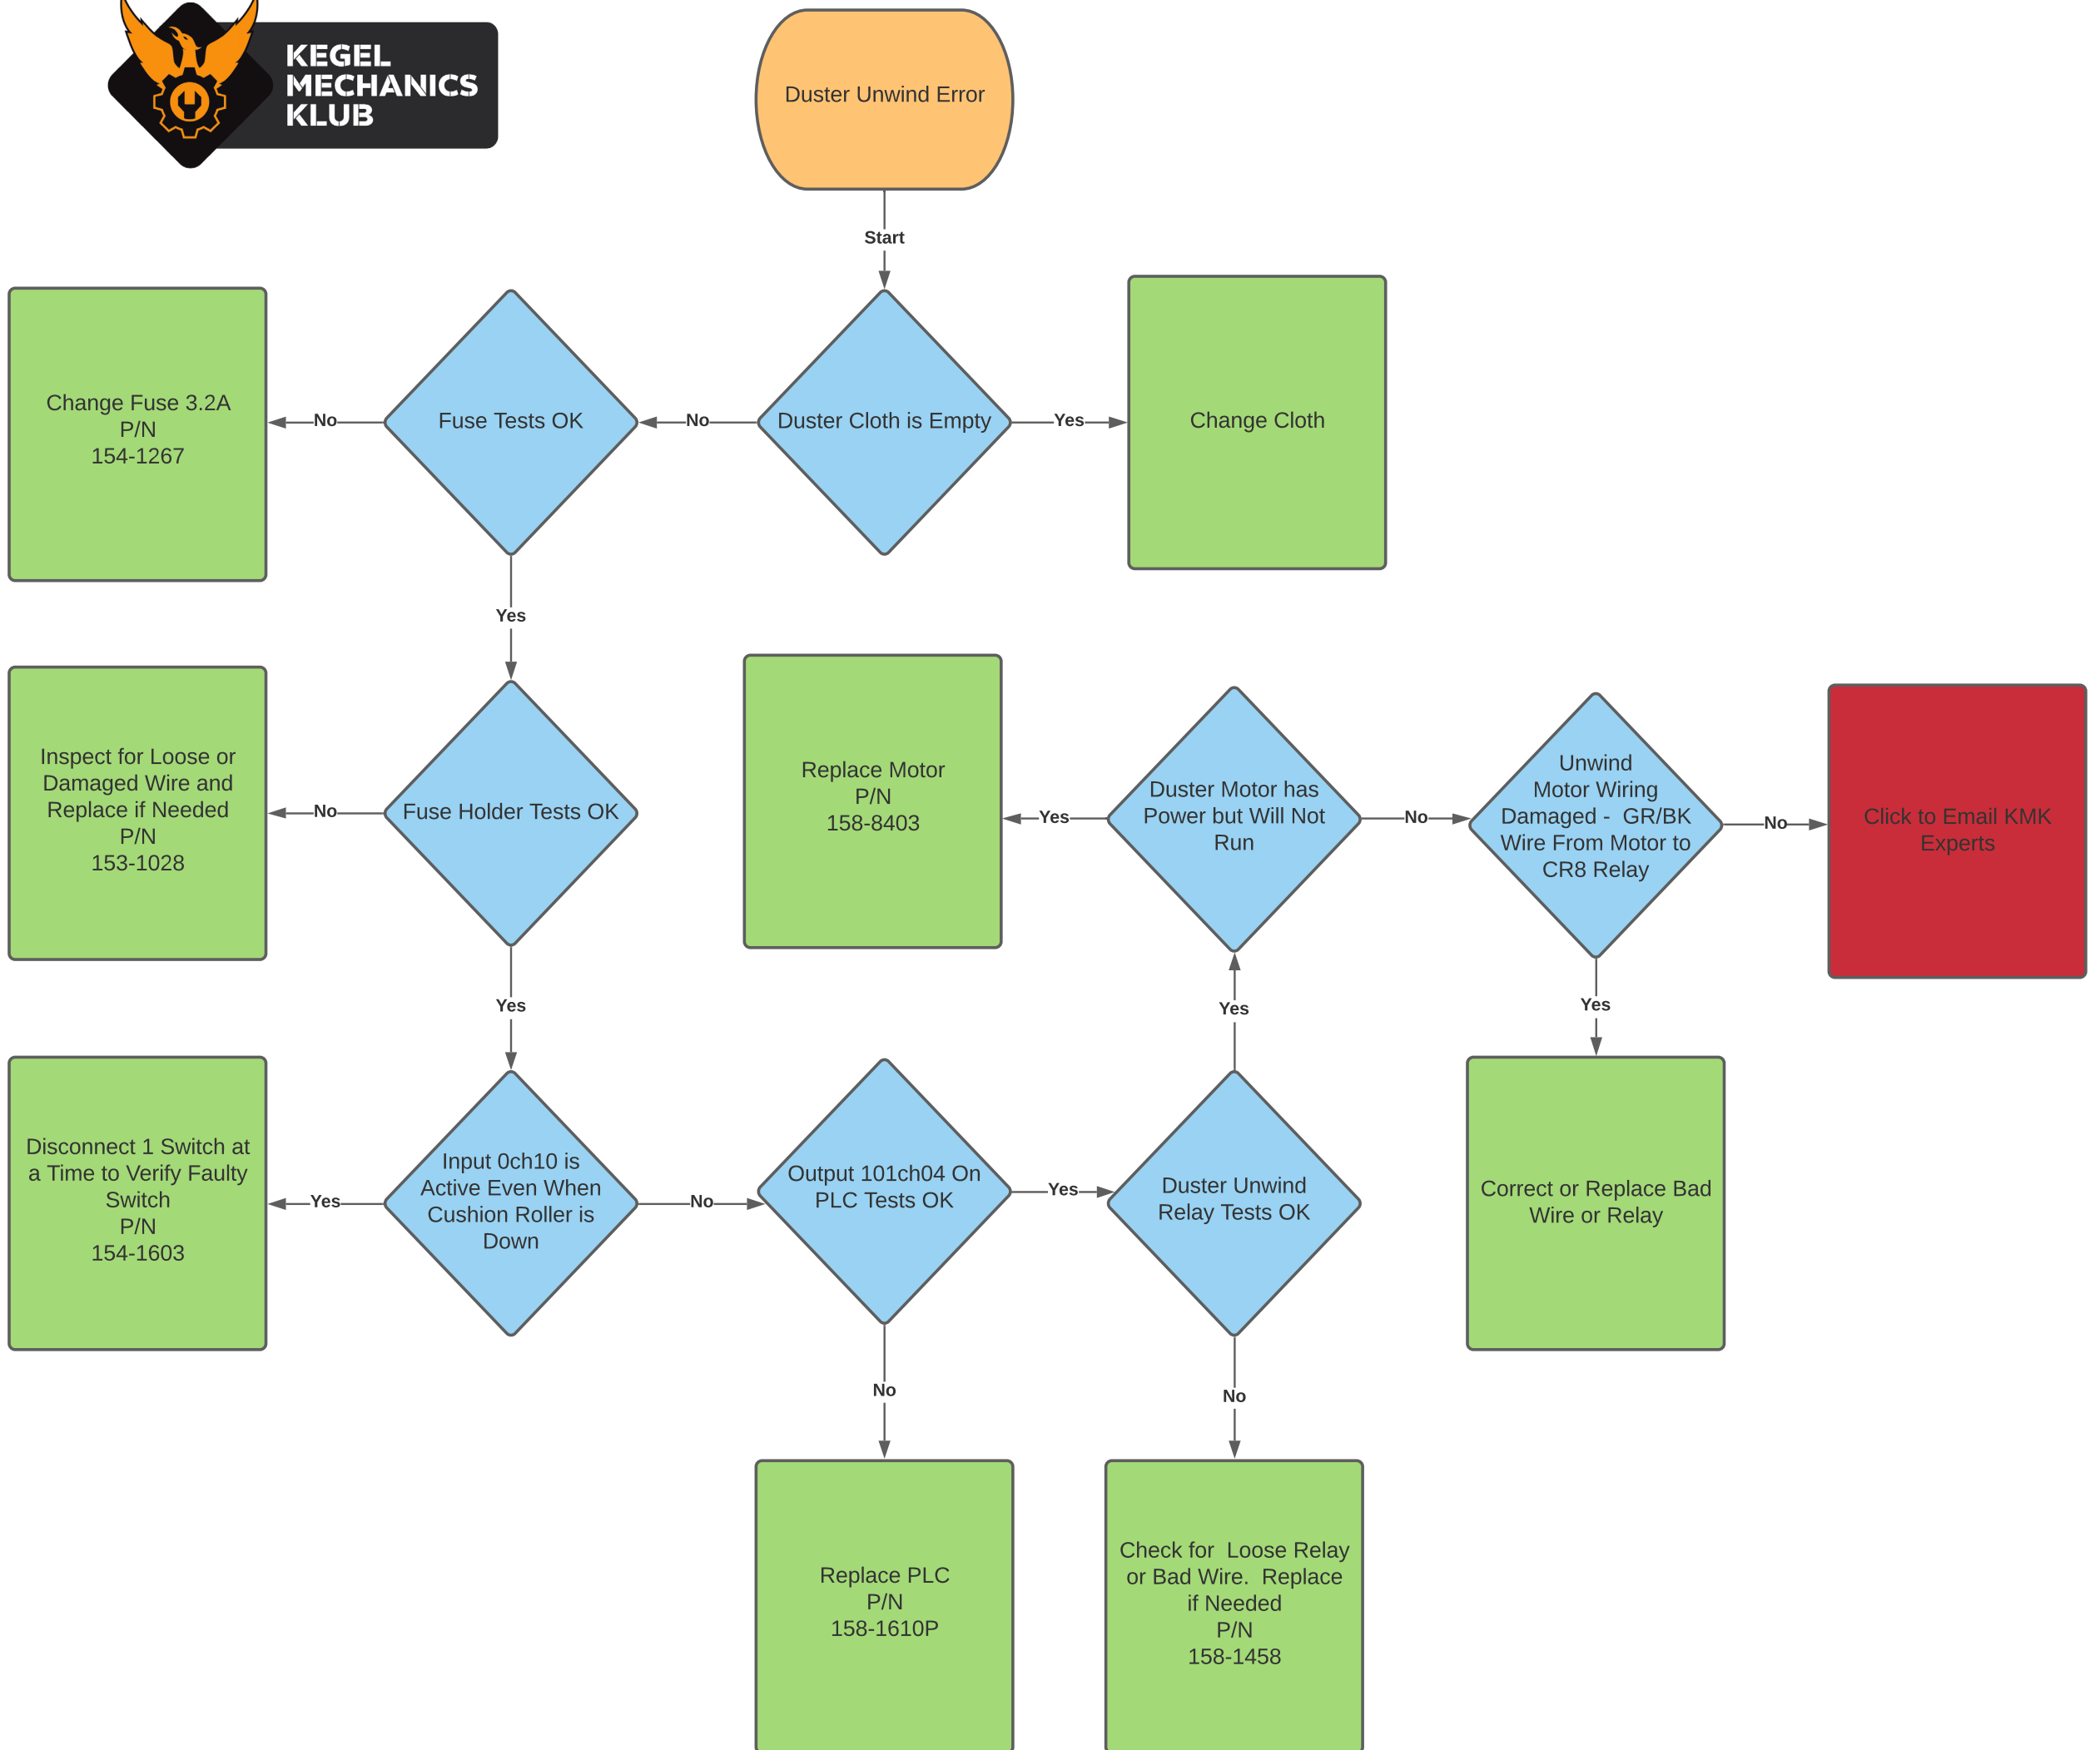 KEGEL
MECHANICS
KLUB
Duster Unwind Error
Start
Change Fuse 3.2A
P/N
154-1267
No
Fuse Tests OK
No
Duster Cloth is Empty
Yes
Change Cloth
Yes
Inspect for Loose or
Damaged Wire and
Replace if Needed
P/N
153-1028
No
Fuse Holder Tests OK
Replace Motor
P/N
158-8403
Yes
Duster Motor has
Power but Will Not
Run
No
Unwind
Motor Wiring
Damaged -  GR/BK
Wire From Motor to
CR8 Relay
No
Click to Email KMK
Experts
Yes
Yes
Yes
Disconnect 1 Switch at
a Time to Verify Faulty
Switch
P/N
154-1603
Yes
Input 0ch10 is
Active Even When
Cushion Roller is
Down
No
Output 101ch04 On
PLC Tests OK
Yes
Duster Unwind
Relay Tests OK
Correct or Replace Bad
Wire or Relay
No
No
Replace PLC
P/N
158-1610P
Check for  Loose Relay
or Bad Wire.  Replace
if Needed
P/N
158-1458